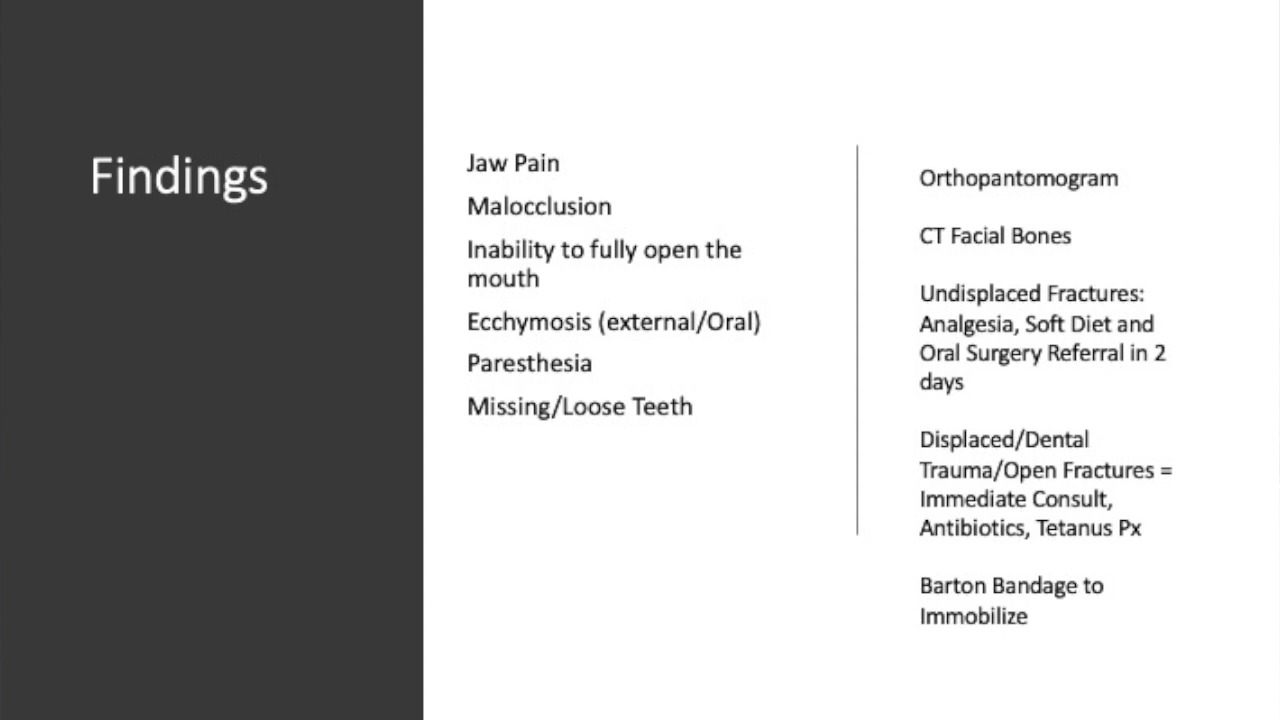 Findings
Jaw Pain
Malocclusion
Inability to fully open the
mouth
Ecchymosis (external/Oral)
Paresthesia
Missing/Loose Teeth
Orthopantomogram
CT Facial Bones
Undisplaced Fractures:
Analgesia, Soft Diet and
Oral Surgery Referral in 2
days
Displaced/Dental
Trauma/Open Fractures =
Immediate Consult,
Antibiotics, Tetanus Px
Barton Bandage to
Immobilize